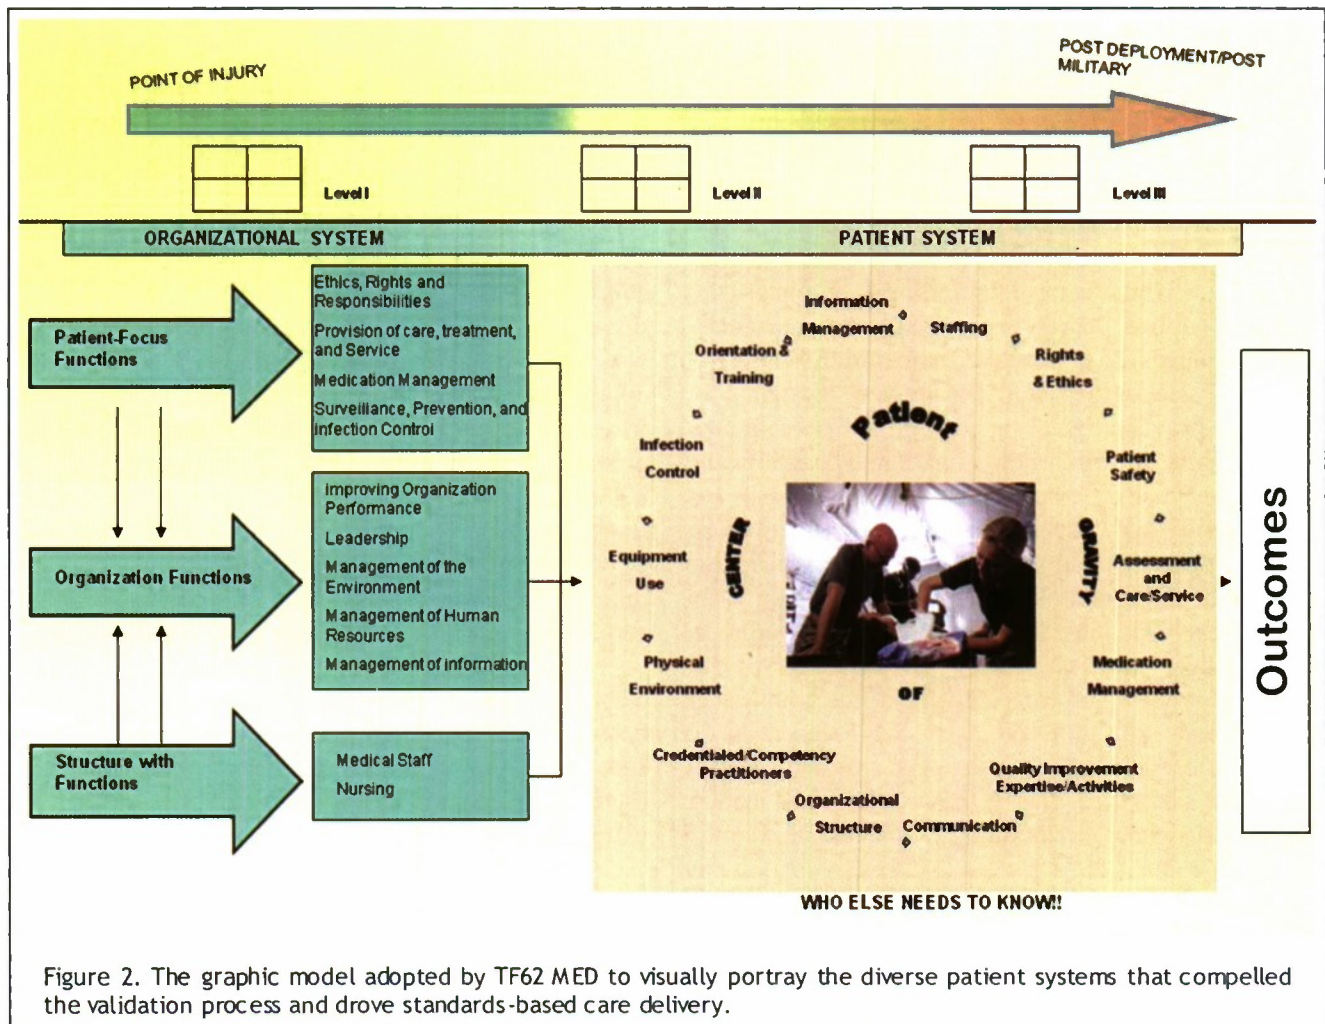 POINT OF INJURY
POST DEPLOYMENT/POST
MILITARY
Level I
Level II
Level III
ORGANIZATIONAL SYSTEM
PATIENT SYSTEM
Patient-Focus
Functions
Ethics, Rights and
Responsibilities
Provision of care, treatment,
and Service
Medication Management
Surveillance, Prevention, and
infection Control
Organization Functions
Improving Organization
Performance
Leadership
Management of the
Environment
Management of Human
Resources
Management of information
Structure with
Functions
Medical Staff
Nursing
Information
Management
Staffing
Rights
& Ethics
Patient
Safety
Assessment
and
Care/Service
Medication
Management
Quality Improvement
Expertise/Activities
Communication
Organizational
Structure
Credentialed/Competency
Practitioners
Physical
Environment
Equipment
Use
Infection
Control
Orientation &
Training
Patient
CENTER
OF
GRAVITY
Outcomes
WHO ELSE NEEDS TO KNOW!!
Figure 2. The graphic model adopted by TF62 MED to visually portray the diverse patient systems that compelled
the validation process and drove standards-based care delivery.